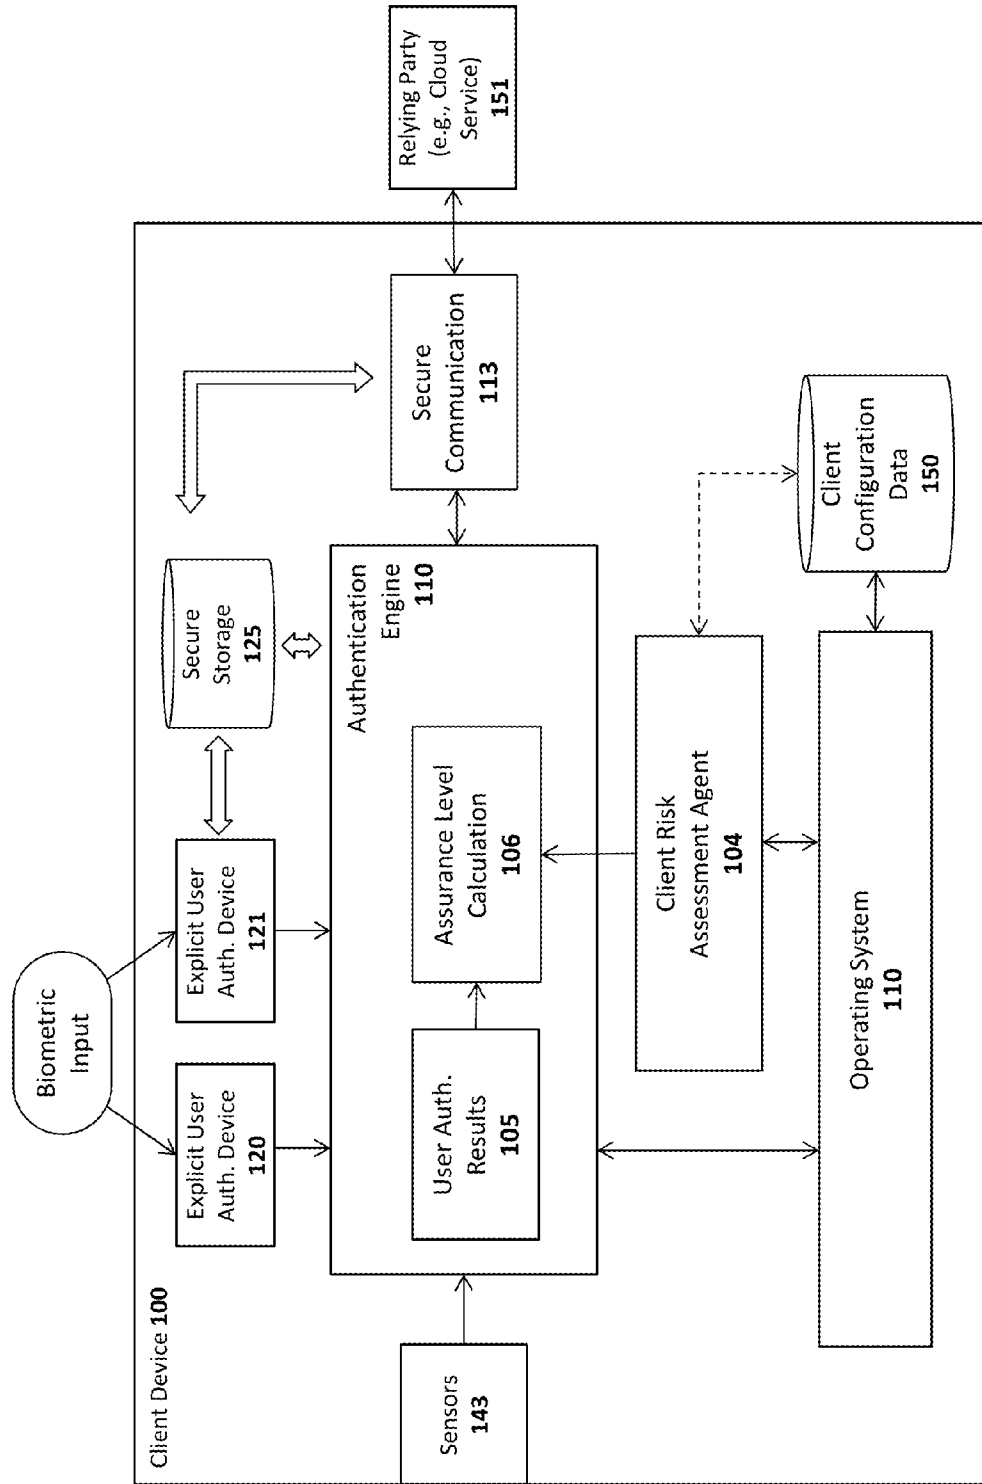 Client Device 100
Biometric
Input
Explicit User
Auth. Device
120
Explicit User
Auth. Device
121
Secure
Storage
125
Sensors
143
Authentication
Engine
110
User Auth.
Results
105
Assurance Level
Calculation
106
Secure
Communication
113
Relying Party
(e.g., Cloud
Service)
151
Client Risk
Assessment Agent
104
Client
Configuration
Data
150
Operating System
110